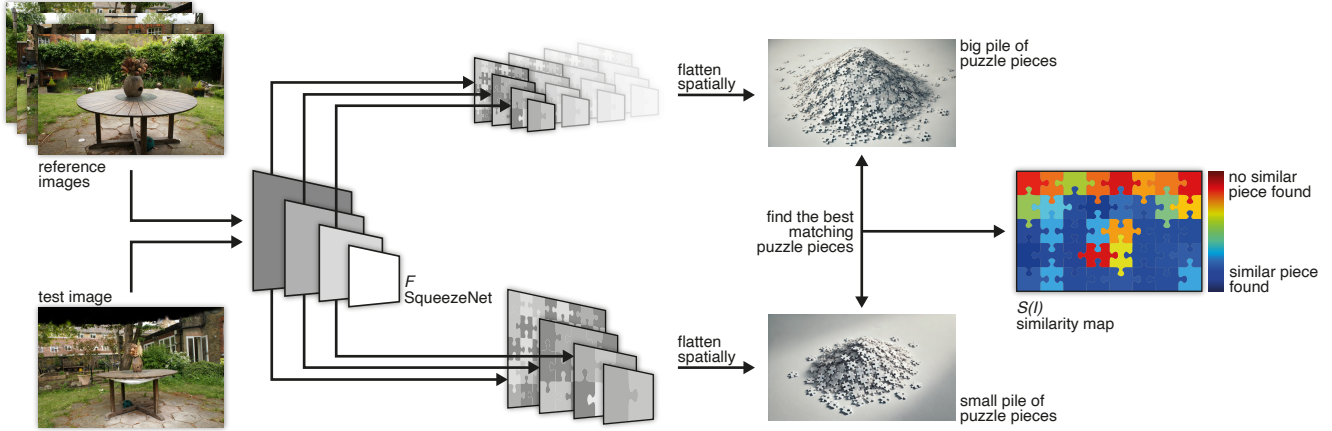 reference
images
test image
F
SqueezeNet
flatten
spatially
flatten
spatially
big pile of
puzzle pieces
find the best
matching
puzzle pieces
small pile of
puzzle pieces
no similar
piece found
similar piece
found
S(I)
similarity map